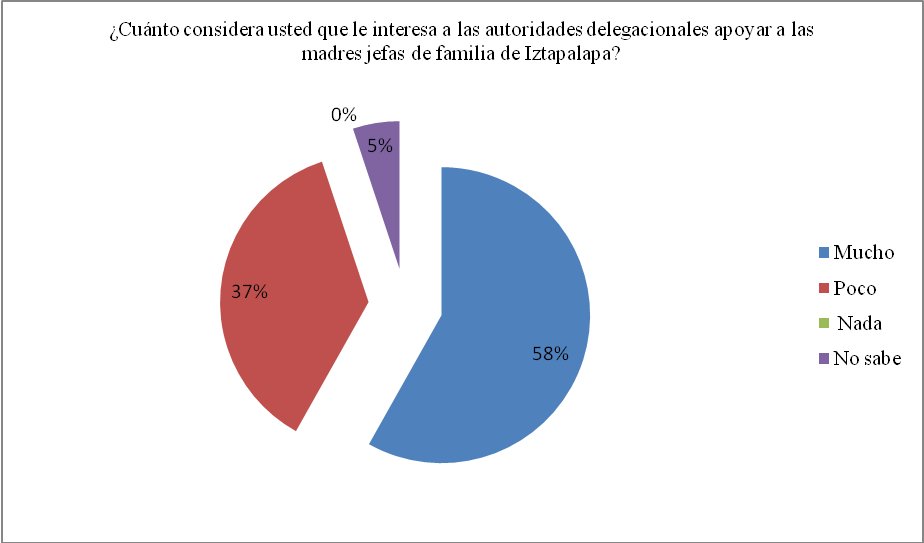 ¿Cuánto considera usted que le interesa a las autoridades delegacionales apoyar a las
madres jefas de familia de Iztapalapa?
0%
5%
37%
58%
Mucho
Poco
Nada
No sabe